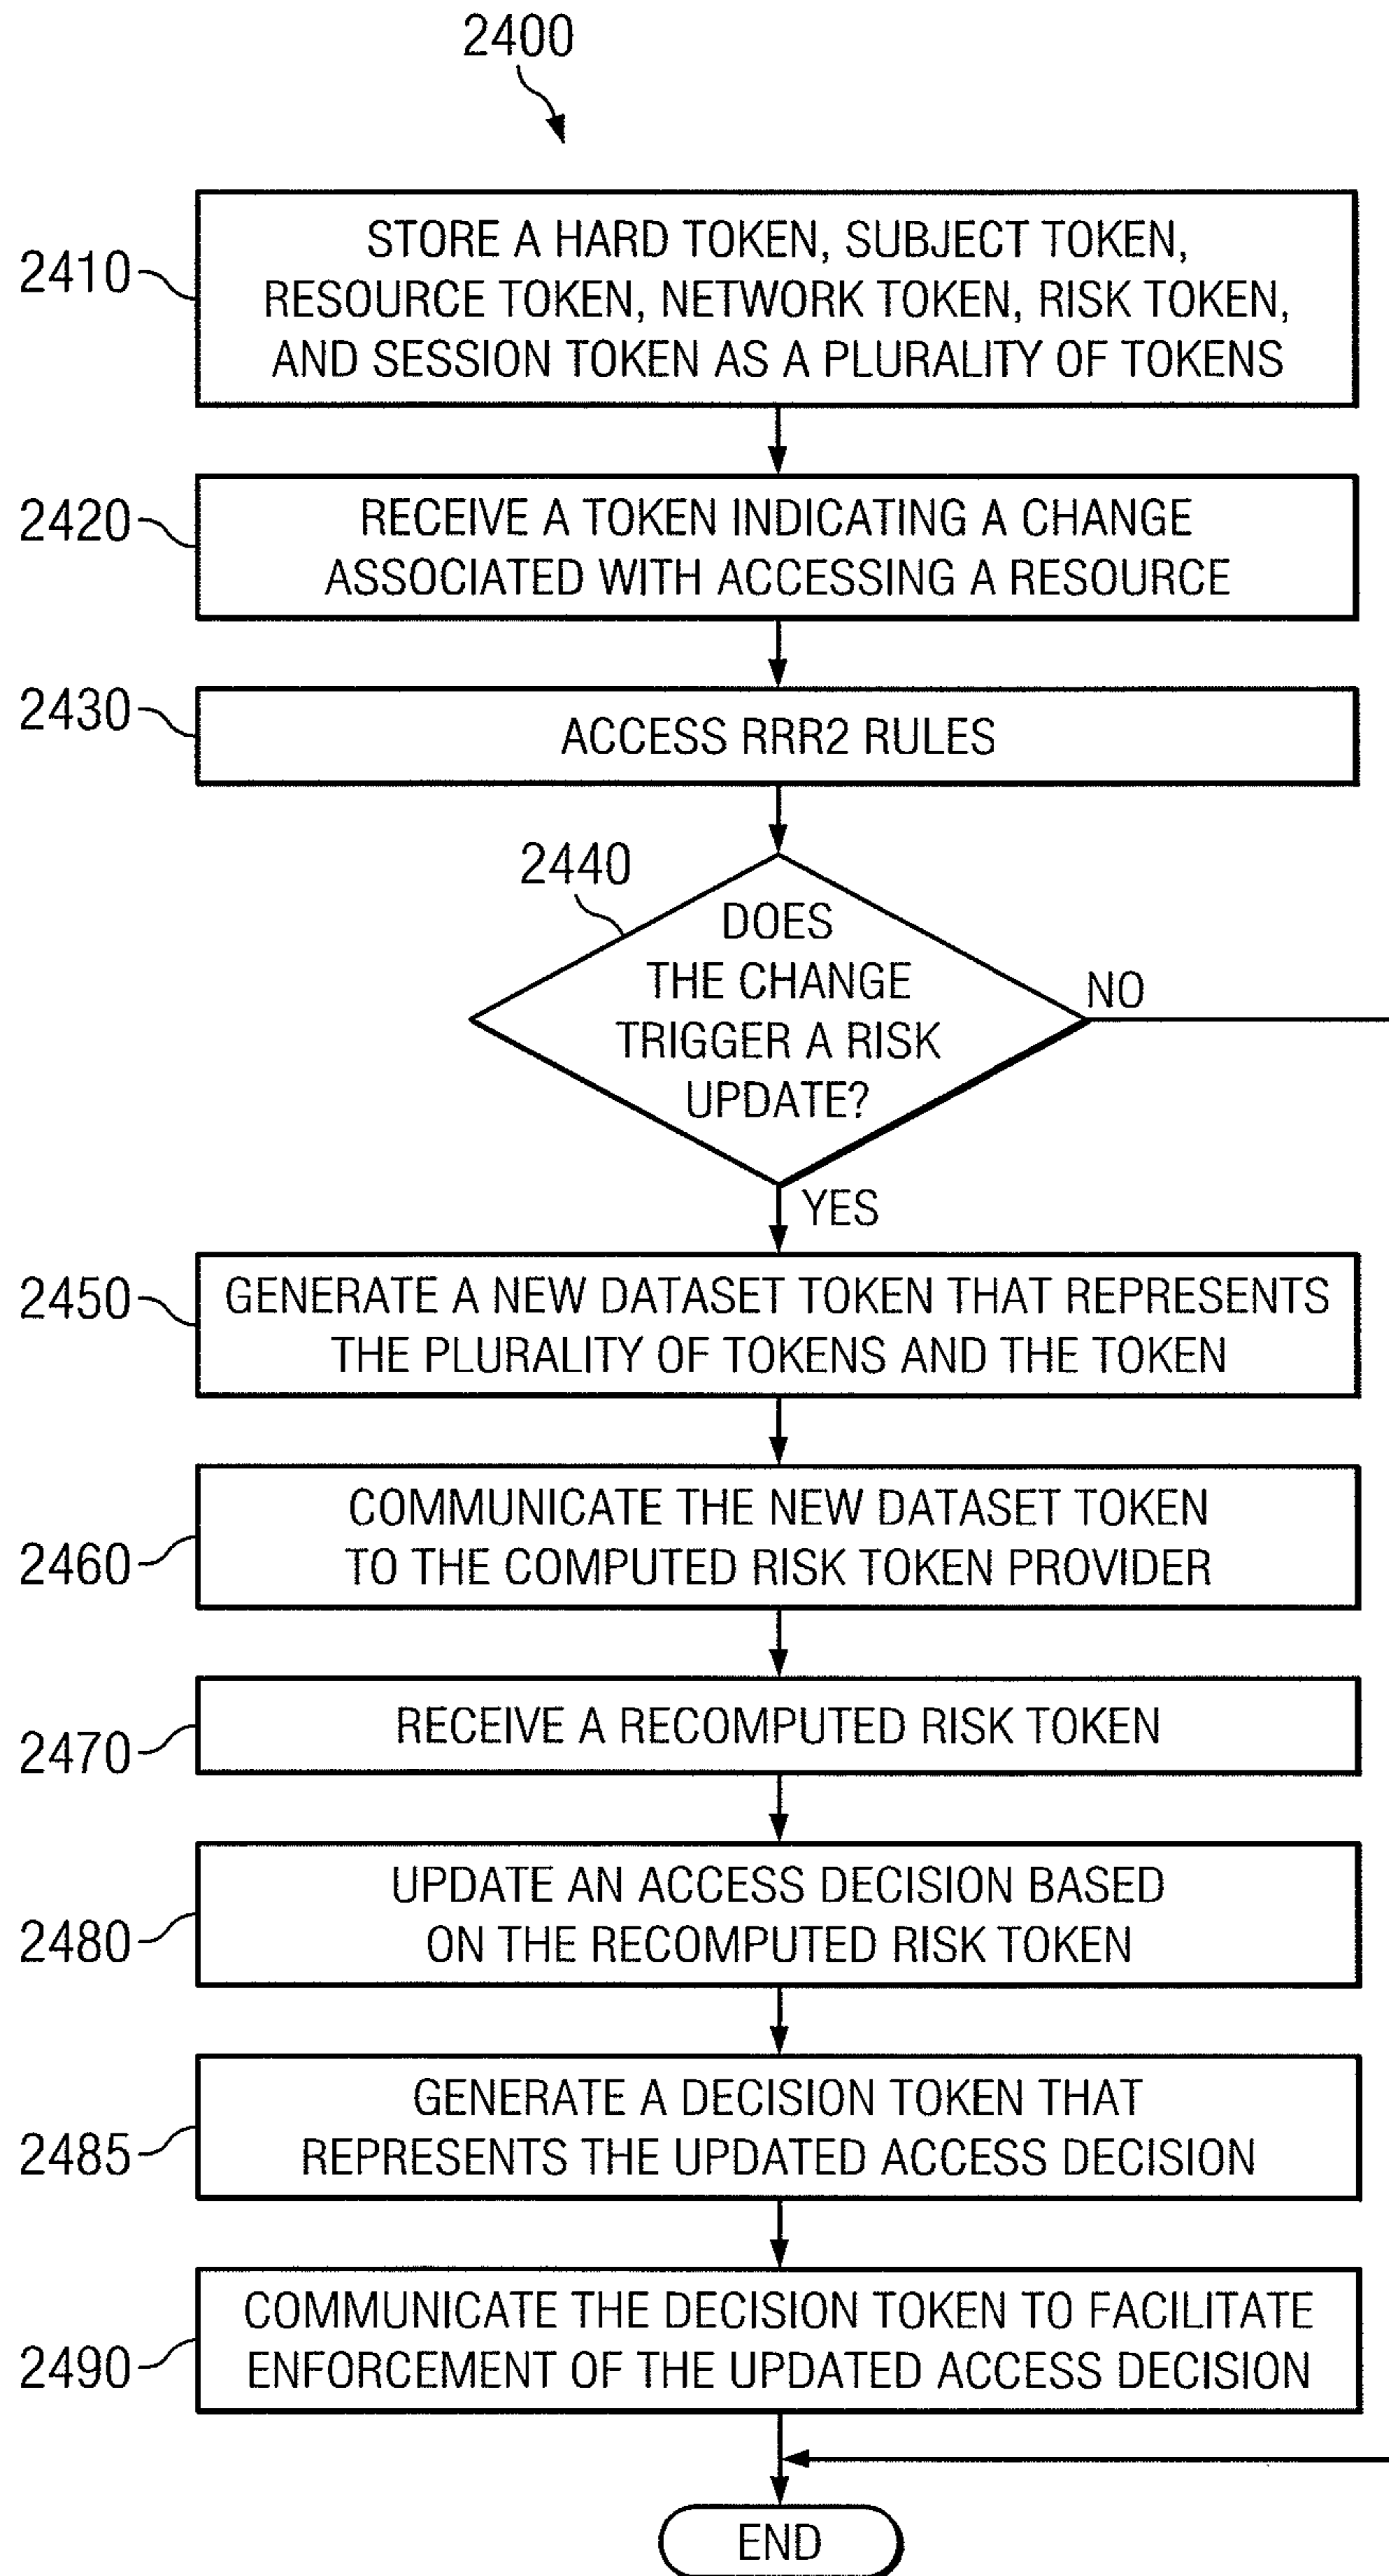 2400
2410
STORE A HARD TOKEN, SUBJECT TOKEN,
RESOURCE TOKEN, NETWORK TOKEN, RISK TOKEN,
AND SESSION TOKEN AS A PLURALITY OF TOKENS
2420
RECEIVE A TOKEN INDICATING A CHANGE
ASSOCIATED WITH ACCESSING A RESOURCE
2430
ACCESS RRR2 RULES
2440
DOES
THE CHANGE
TRIGGER A RISK
UPDATE?
NO
YES
2450
GENERATE A NEW DATASET TOKEN THAT REPRESENTS
THE PLURALITY OF TOKENS AND THE TOKEN
2460
COMMUNICATE THE NEW DATASET TOKEN
TO THE COMPUTED RISK TOKEN PROVIDER
2470
RECEIVE A RECOMPUTED RISK TOKEN
2480
UPDATE AN ACCESS DECISION BASED
ON THE RECOMPUTED RISK TOKEN
2485
GENERATE A DECISION TOKEN THAT
REPRESENTS THE UPDATED ACCESS DECISION
2490
COMMUNICATE THE DECISION TOKEN TO FACILITATE
ENFORCEMENT OF THE UPDATED ACCESS DECISION
END